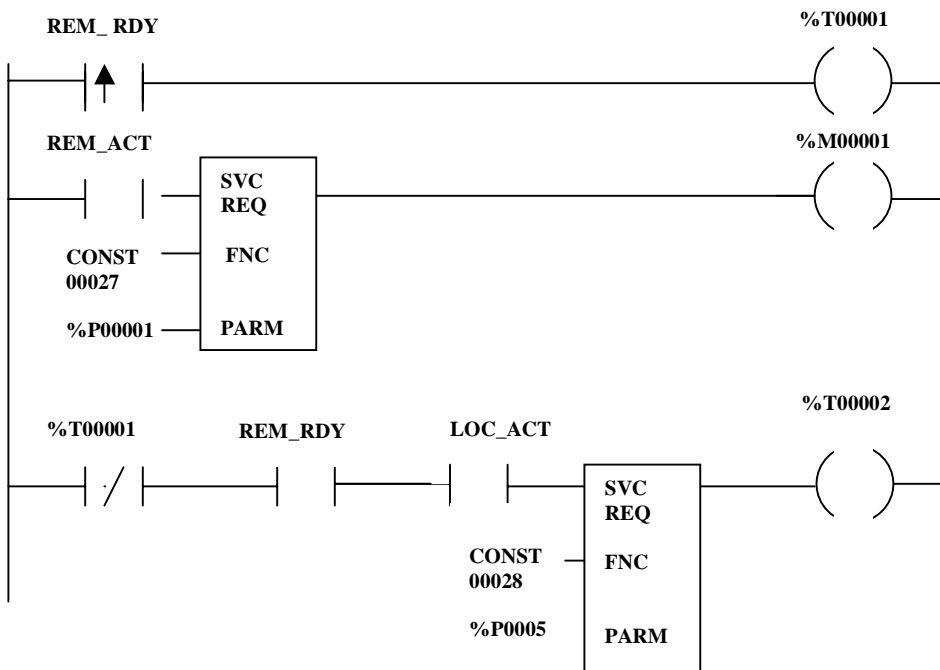 REM_ RDY
%T00001
REM_ACT
%M00001
SVC
REQ
CONST
00027
FNC
%P00001
PARM
%T00001
REM_RDY
LOC_ACT
%T00002
SVC
REQ
CONST
00028
FNC
%P0005
PARM